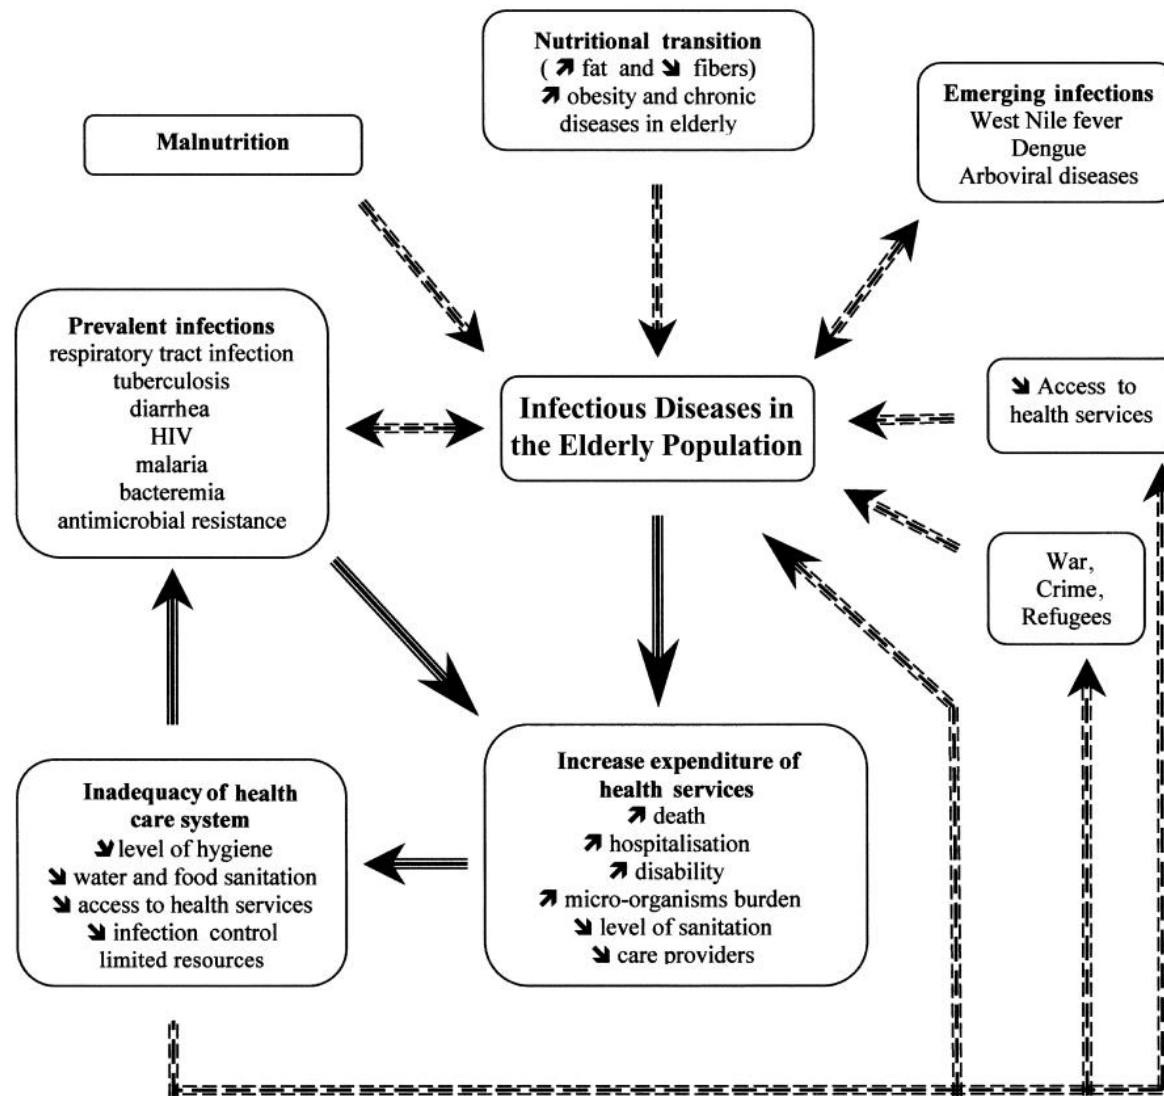 Nutritional transition
( ↗ fat and ↘ fibers)
↗ obesity and chronic
diseases in elderly
Emerging infections
West Nile fever
Dengue
Arboviral diseases
Malnutrition
Prevalent infections
respiratory tract infection
tuberculosis
diarrhea
HIV
malaria
bacteremia
antimicrobial resistance
Infectious Diseases in
the Elderly Population
↘ Access to
health services
War,
Crime,
Refugees
Inadequacy of health
care system
↘ level of hygiene
↘ water and food sanitation
↘ access to health services
↘ infection control
limited resources
Increase expenditure of
health services
↗ death
↗ hospitalisation
↗ disability
↗ micro-organisms burden
↘ level of sanitation
↘ care providers